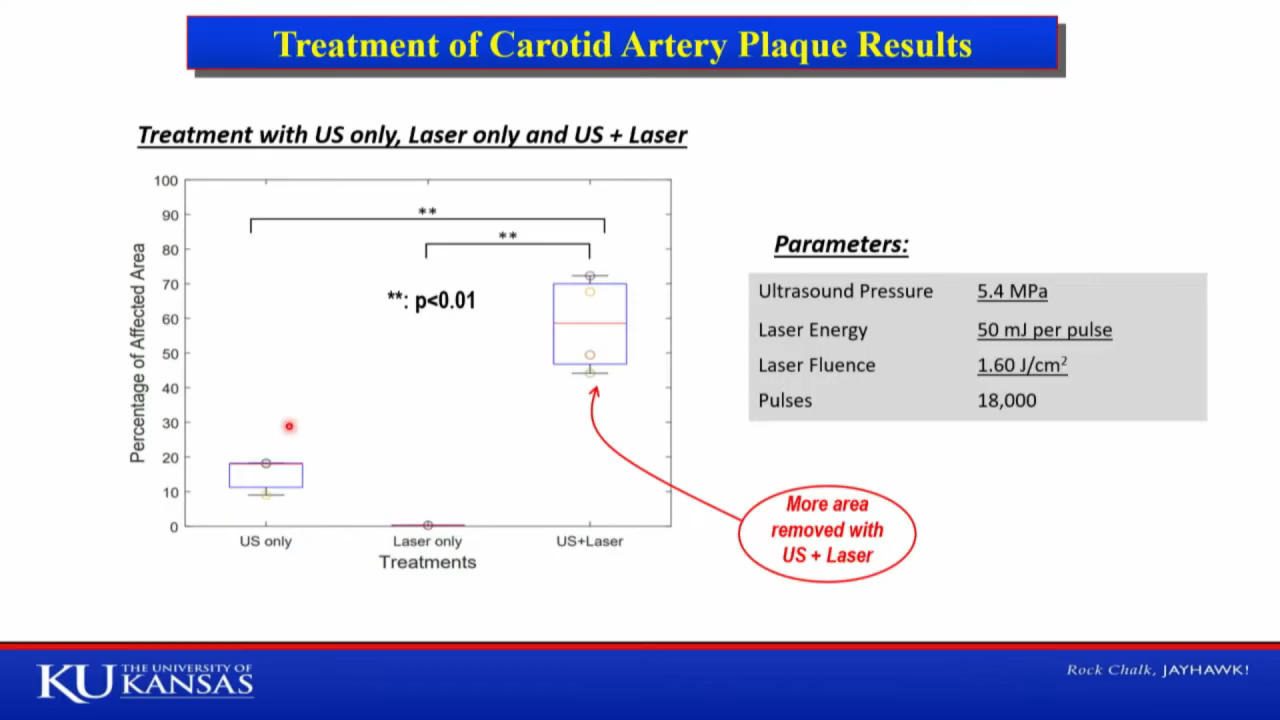 Treatment of Carotid Artery Plaque Results
Treatment with US only, Laser only and US + Laser
100
90
80
70
60
50
40
30
20
10
0
Percentage of Affected Area
**
**
**: p<0.01
US only
Laser only
US+Laser
Treatments
Parameters:
Ultrasound Pressure 5.4 MPa
Laser Energy 50 mJ per pulse
Laser Fluence 1.60 J/cm²
Pulses 18,000
More area
removed with
US + Laser
KU THE UNIVERSITY OF
KANSAS
Rock Chalk, JAYHAWK!